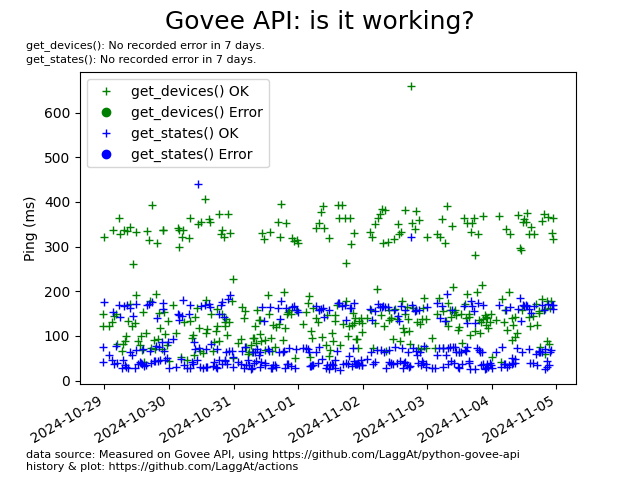 Govee API: is it working?
get_devices(): No recorded error in 7 days.
get_states(): No recorded error in 7 days.
get_devices() OK
get_devices() Error
get_states() OK
get_states() Error
Ping (ms)
600
500
400
300
200
100
0
2024-10-29
2024-10-30
2024-10-31
2024-11-01
2024-11-02
2024-11-03
2024-11-04
2024-11-05
data source: Measured on Govee API, using https://github.com/LaggAt/python-govee-api
history & plot: https://github.com/LaggAt/actions